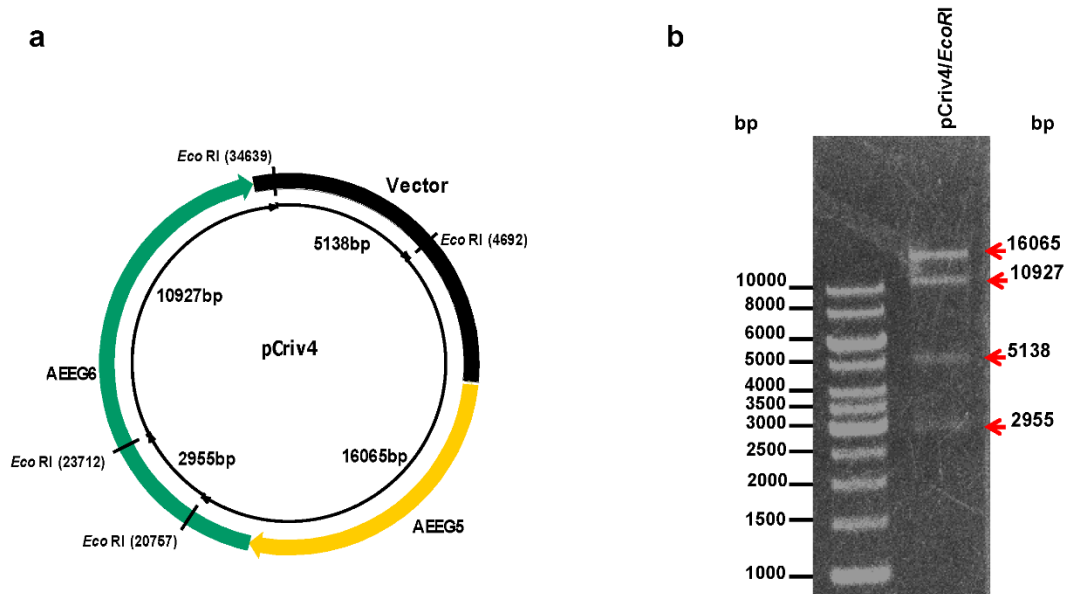 a
Eco RI (34639)
Vector
5138bp
Eco RI (4692)
10927bp
pCriv4
AEEG6
Eco RI (23712)
2955bp
16065bp
Eco RI (20757)
AEEG5
b
pCriv4/EcoRI
bp
bp
16065
10927
5138
2955
10000
8000
6000
5000
4000
3500
3000
2500
2000
1500
1000